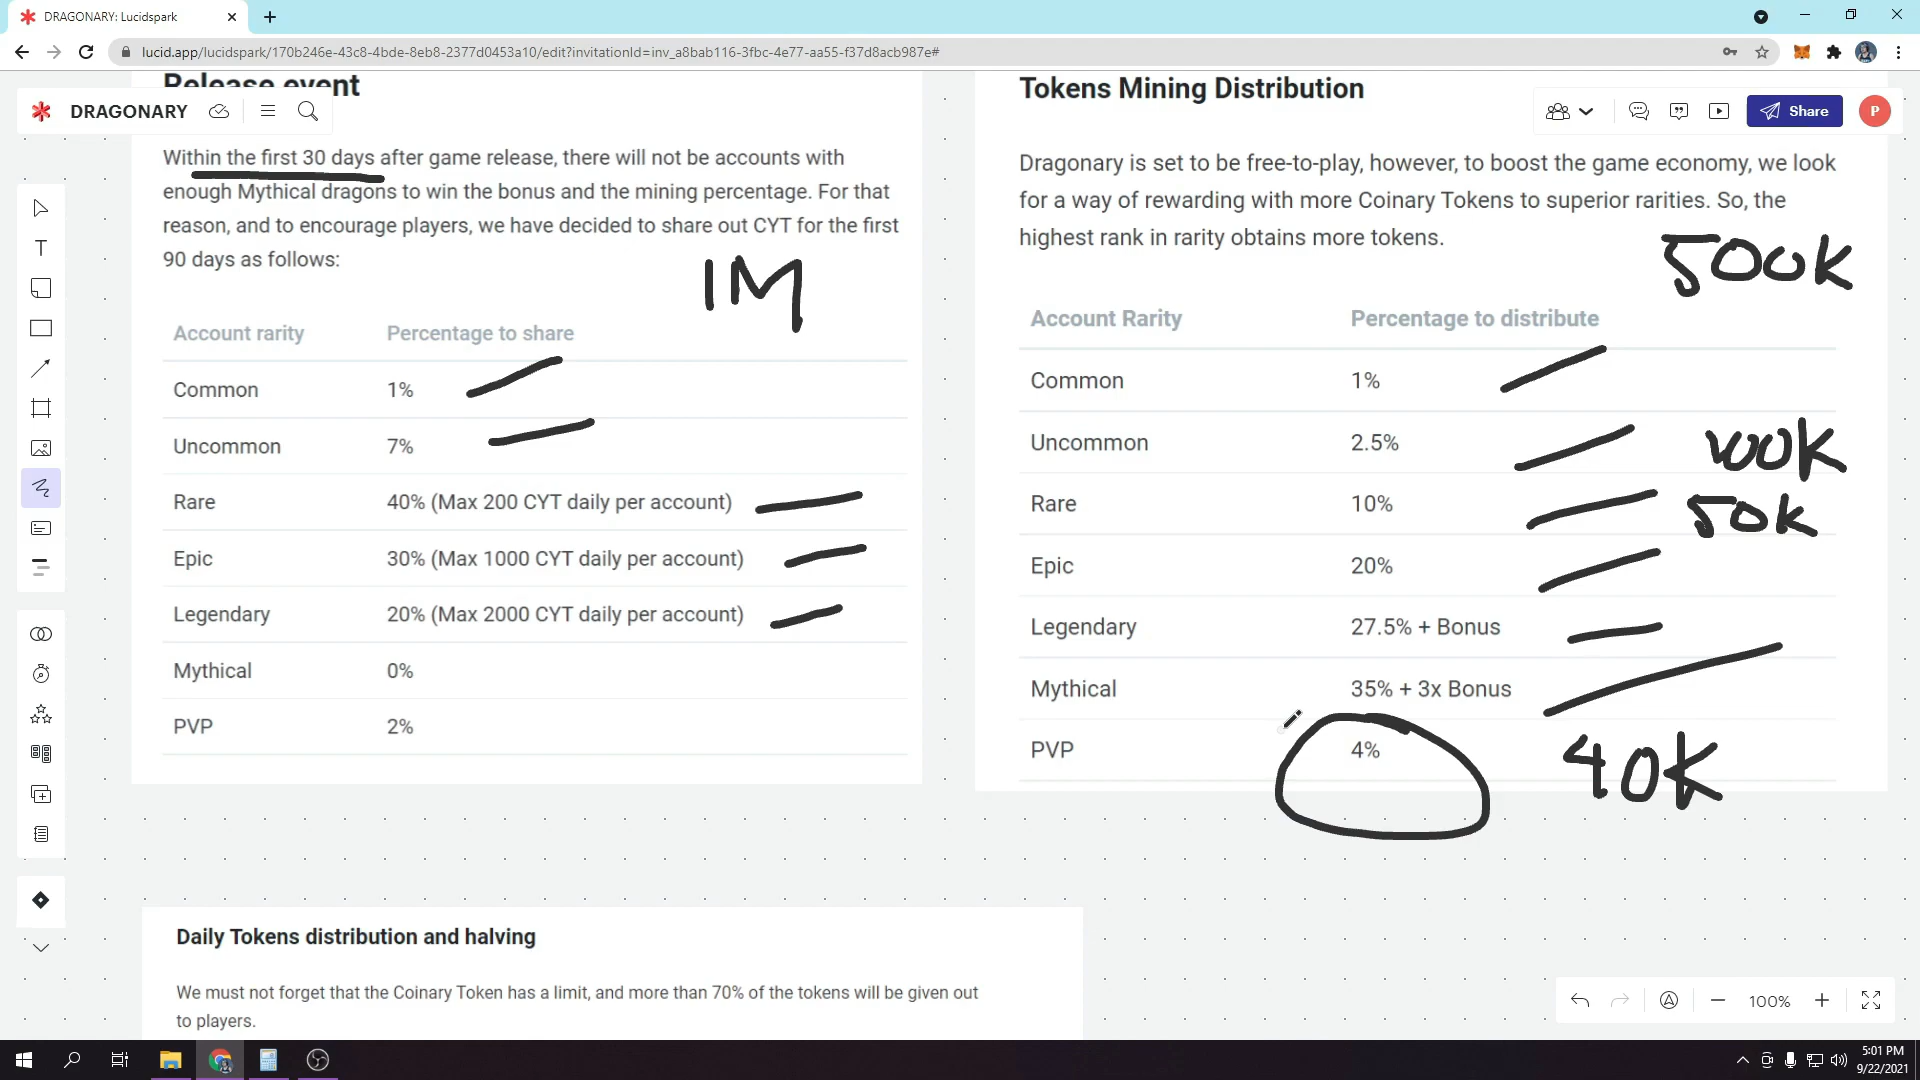 DRAGONARY: Lucidspark
lucid.app/lucidspark/170b246e-43c8-4bde-8eb8-2377d0453a10/edit?invitationId=inv_a8bab116-3fbc-4e77-aa55-f37d8acb987e#
DRAGONARY
Share
P
T
Release event
Within the first 30 days after game release, there will not be accounts with
enough Mythical dragons to win the bonus and the mining percentage. For that
reason, and to encourage players, we have decided to share out CYT for the first
90 days as follows:
1M
Account rarity Percentage to share
Common 1%
Uncommon 7%
Rare 40% (Max 200 CYT daily per account)
Epic 30% (Max 1000 CYT daily per account)
Legendary 20% (Max 2000 CYT daily per account)
Mythical 0%
PVP 2%
Tokens Mining Distribution
Dragonary is set to be free-to-play, however, to boost the game economy, we look
for a way of rewarding with more Coinary Tokens to superior rarities. So, the
highest rank in rarity obtains more tokens.
500K
Account Rarity Percentage to distribute
Common 1%
Uncommon 2.5%
100K
Rare 10%
50K
Epic 20%
Legendary 27.5% + Bonus
Mythical 35% + 3x Bonus
PVP 4%
40K
Daily Tokens distribution and halving
We must not forget that the Coinary Token has a limit, and more than 70% of the tokens will be given out
to players.
100%
5:01 PM
9/22/2021